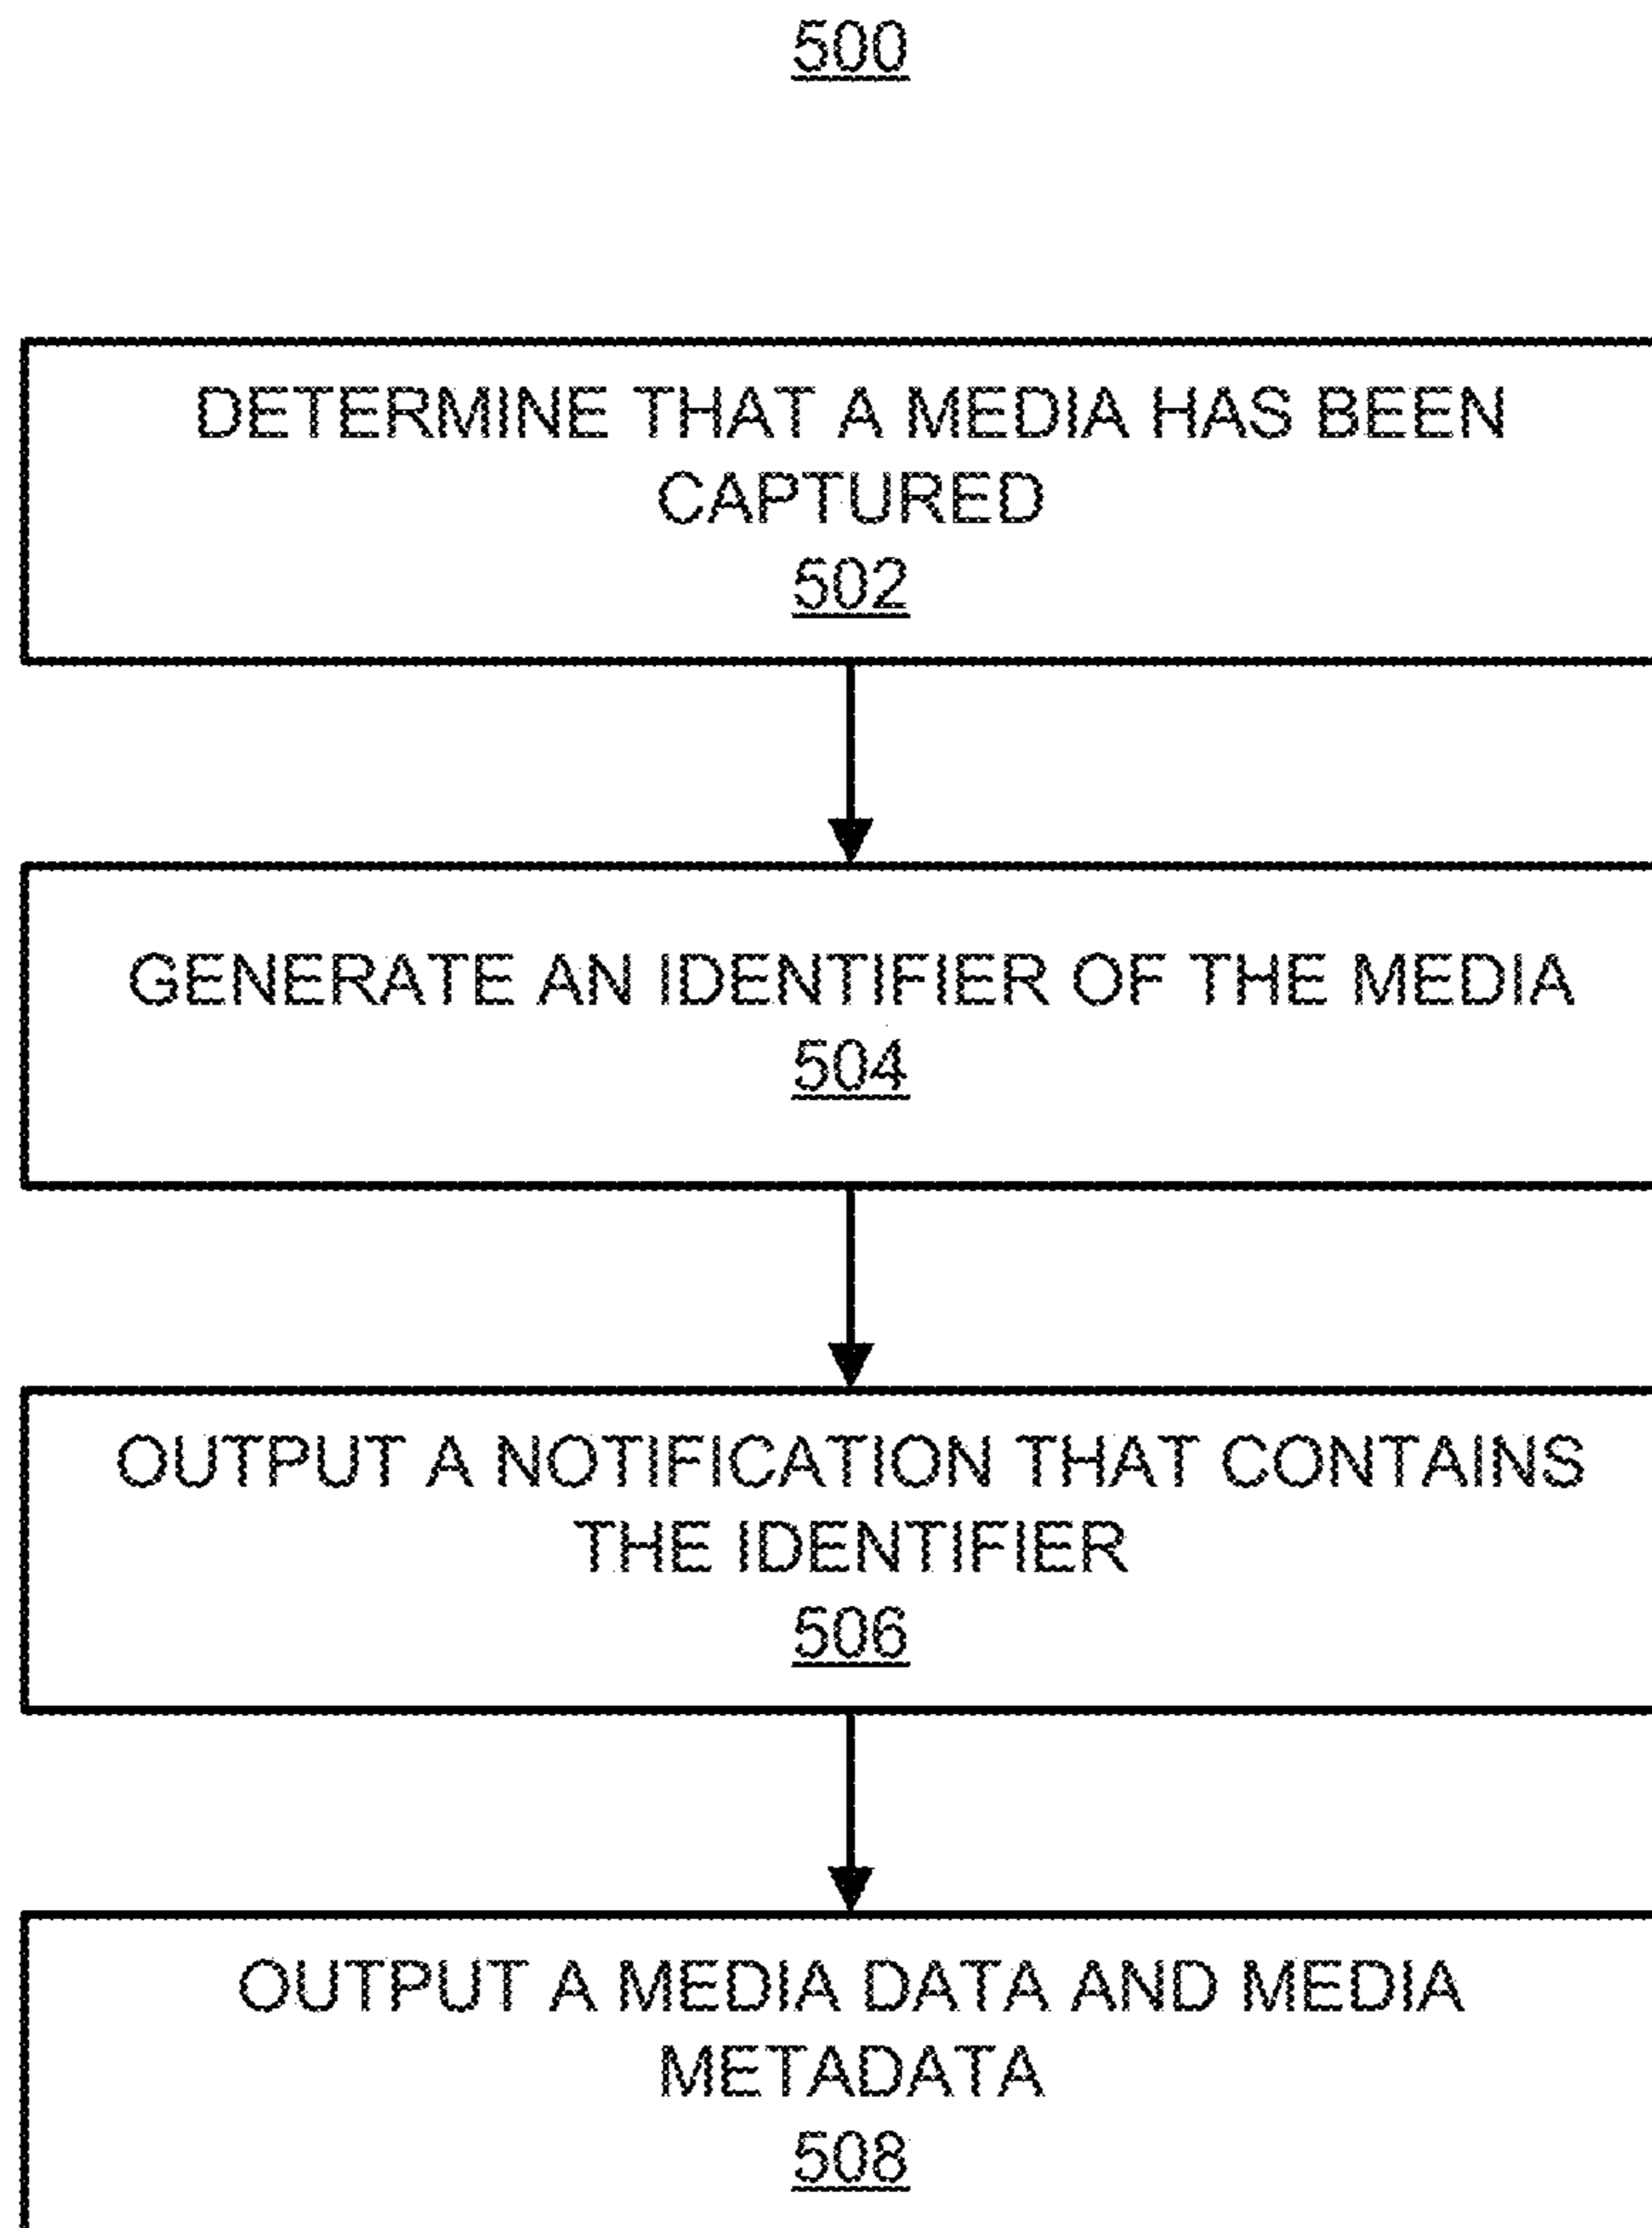 500
DETERMINE THAT A MEDIA HAS BEEN
CAPTURED
502
GENERATE AN IDENTIFIER OF THE MEDIA
504
OUTPUT A NOTIFICATION THAT CONTAINS
THE IDENTIFIER
506
OUTPUT A MEDIA DATA AND MEDIA
METADATA
508